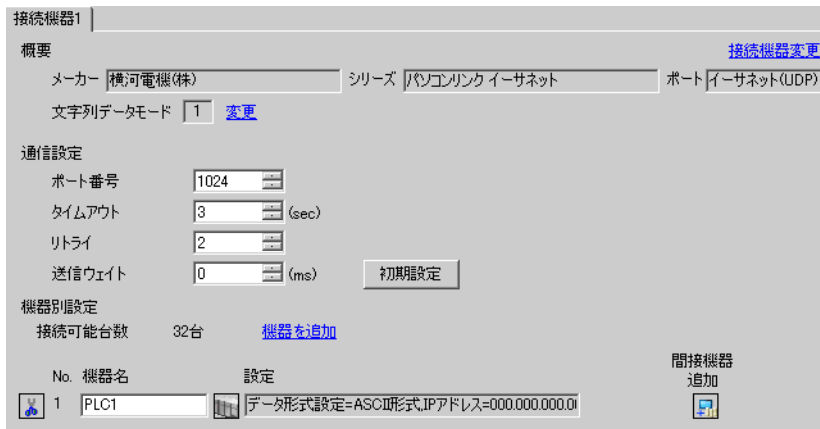 接続機器1
概要 接続機器変更
メーカー 横河電機(株) シリーズ パソコンリンク イーサネット ポート イーサネット(UDP)
文字列データモード 1 変更
通信設定
ポート番号 1024
タイムアウト 3 (sec)
リトライ 2
送信ウェイト 0 (ms) 初期設定
機器別設定
接続可能台数 32台 機器を追加
間接機器
No. 機器名 設定 追加
1 PLC1 データ形式設定=ASCII形式,IPアドレス=000.000.000.0